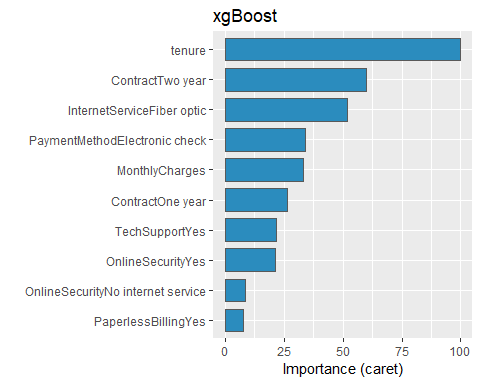 xgBoost
tenure
ContractTwo year
InternetServiceFiber optic
PaymentMethodElectronic check
MonthlyCharges
ContractOne year
TechSupportYes
OnlineSecurityYes
OnlineSecurityNo internet service
PaperlessBillingYes
0 25 50 75 100
Importance (caret)